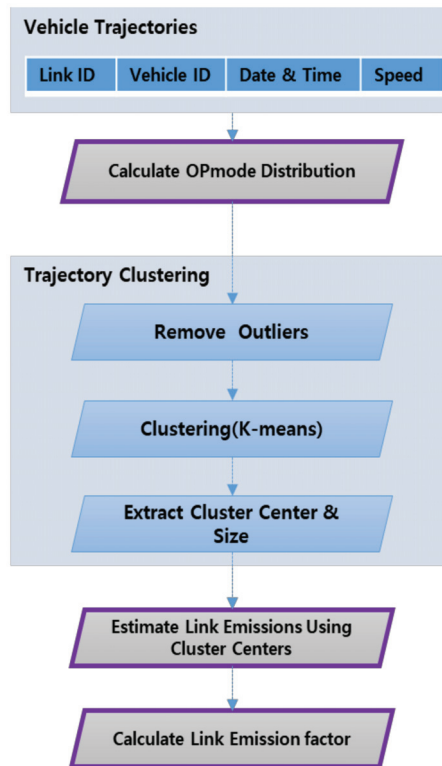 Vehicle Trajectories
Link ID Vehicle ID Date & Time Speed
Calculate OPmode Distribution
Trajectory Clustering
Remove Outliers
Clustering(K-means)
Extract Cluster Center &
Size
Estimate Link Emissions Using
Cluster Centers
Calculate Link Emission factor